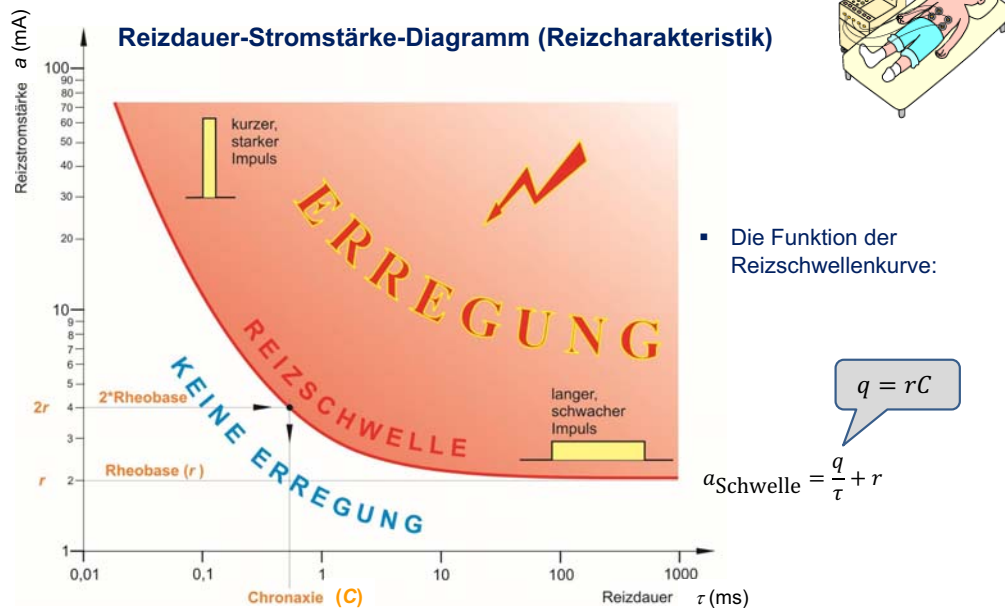 Reizdauer-Stromstärke-Diagramm (Reizcharakteristik)
Reizstromstärke a (mA)
100
90
80
70
60
50
40
30
20
10
9
8
7
6
5
4
3
2
1
kurzer,
starker
Impuls
ERREGUNG
REIZSCHWELLE
KEINE ERREGUNG
langer,
schwacher
Impuls
2r
2*Rheobase
r
Rheobase (r)
0,01
0,1
1
10
100
1000
Chronaxie (C)
Reizdauer τ (ms)
▪ Die Funktion der
Reizschwellenkurve:
q = rC
aSchwelle = q/τ + r